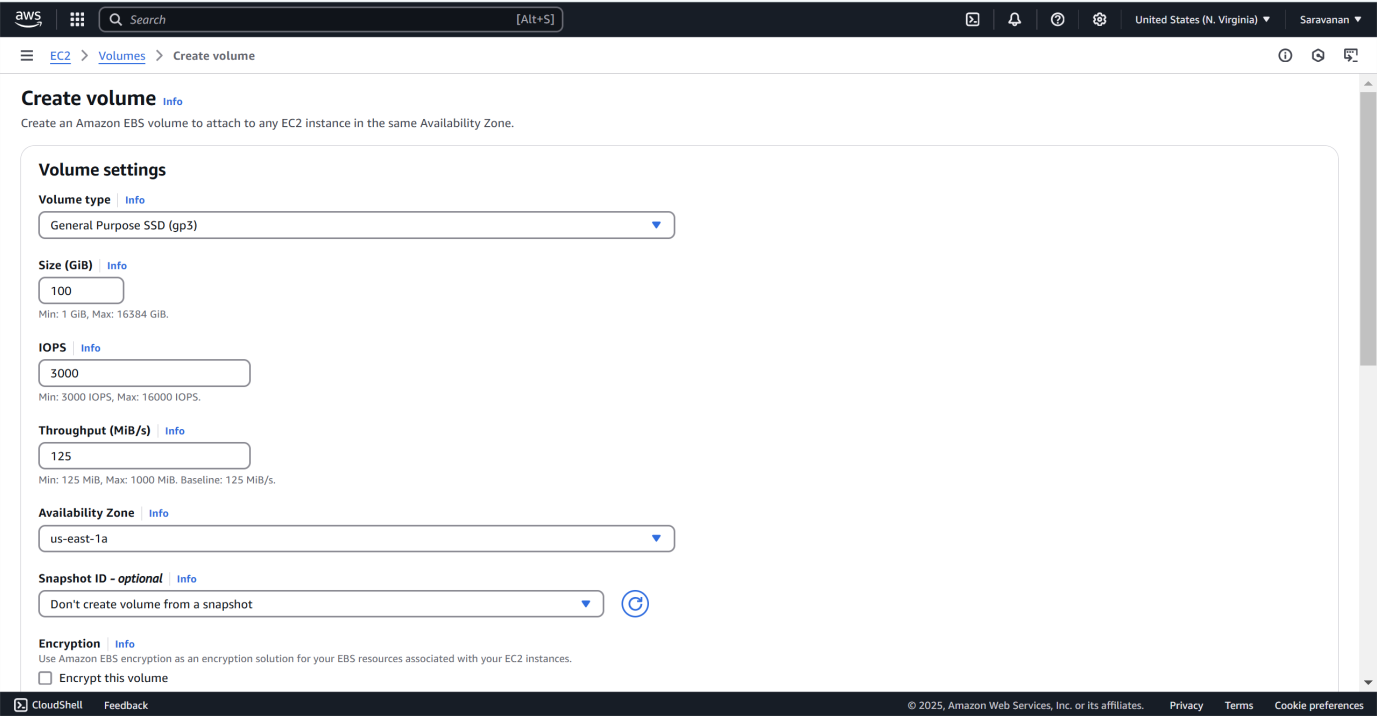 aws Search [Alt+S] United States (N. Virginia) Saravanan
EC2 Volumes Create volume
Create volume Info
Create an Amazon EBS volume to attach to any EC2 instance in the same Availability Zone.
Volume settings
Volume type Info
General Purpose SSD (gp3)
Size (GiB) Info
100
Min: 1 GiB, Max: 16384 GiB.
IOPS Info
3000
Min: 3000 IOPS, Max: 16000 IOPS.
Throughput (MiB/s) Info
125
Min: 125 MiB, Max: 1000 MiB. Baseline: 125 MiB/s.
Availability Zone Info
us-east-1a
Snapshot ID - optional Info
Don't create volume from a snapshot
Encryption Info
Use Amazon EBS encryption as an encryption solution for your EBS resources associated with your EC2 instances.
Encrypt this volume
CloudShell Feedback © 2025, Amazon Web Services, Inc. or its affiliates. Privacy Terms Cookie preferences